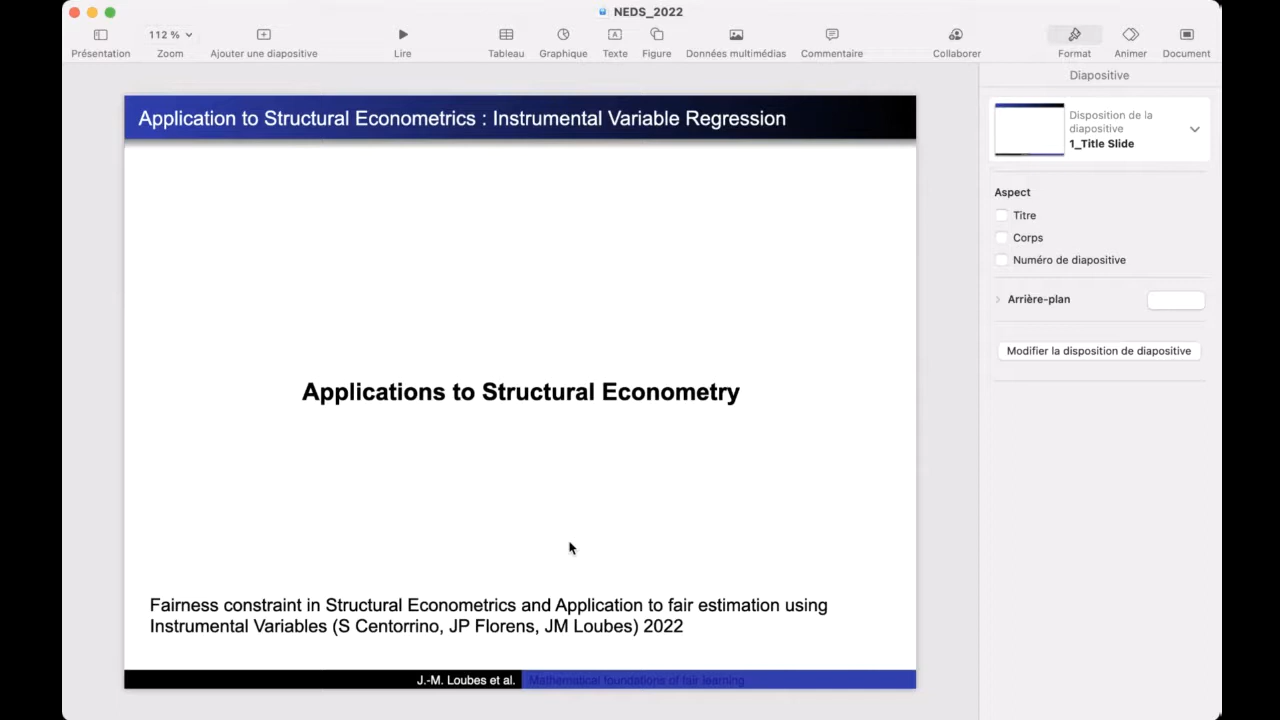 NEDS_2022
112 %
Présentation
Zoom
Ajouter une diapositive
Lire
Tableau
Graphique
Texte
Figure
Données multimédias
Commentaire
Collaborer
Format
Animer
Document
Diapositive
Application to Structural Econometrics : Instrumental Variable Regression
Disposition de la
diapositive
1_Title Slide
Aspect
Titre
Corps
Numéro de diapositive
Arrière-plan
Modifier la disposition de diapositive
Applications to Structural Econometry
Fairness constraint in Structural Econometrics and Application to fair estimation using
Instrumental Variables (S Centorrino, JP Florens, JM Loubes) 2022
J.-M. Loubes et al.
Mathematical foundations of fair learning